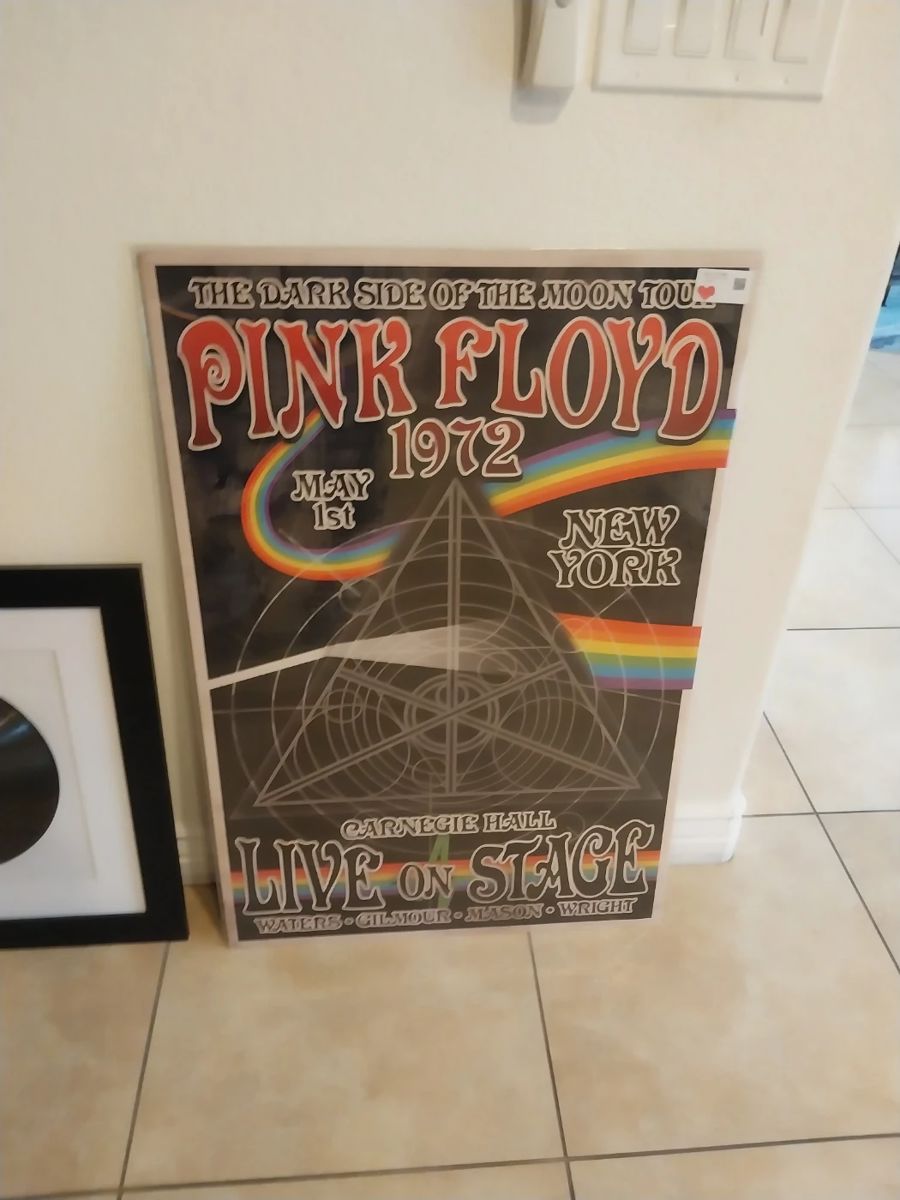 THE DARK SIDE OF THE MOON TOUR
PINK FLOYD
1972
MAY
1st
NEW
YORK
CARNEGIE HALL
LIVE ON STAGE
WATERS • GILMOUR • MASON • WRIGHT